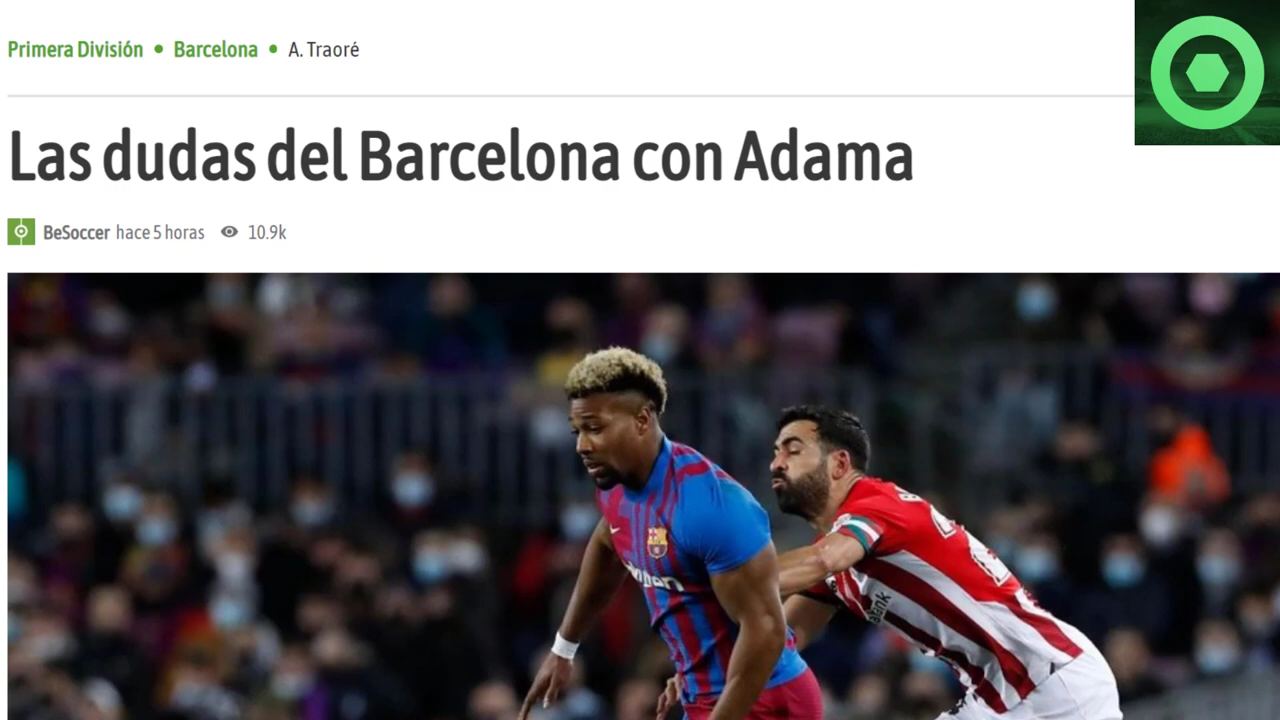 Primera División • Barcelona • A. Traoré
Las dudas del Barcelona con Adama
BeSoccer hace 5 horas 10.9k